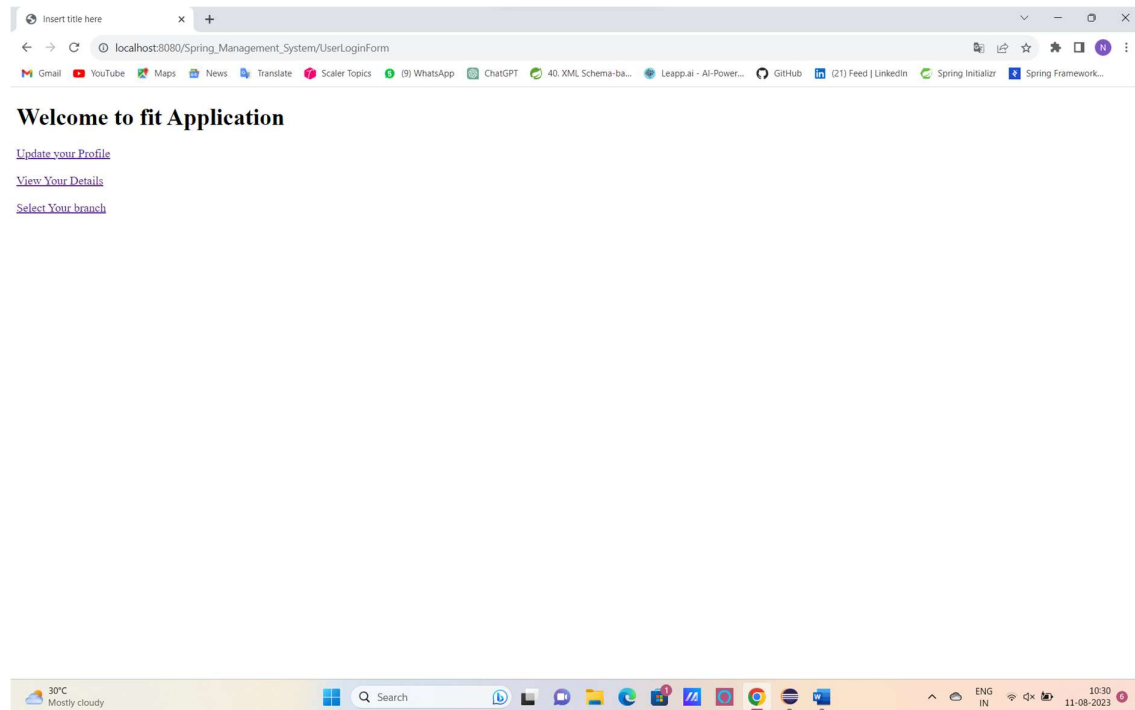 Insert title here
localhost:8080/Spring_Management_System/UserLoginForm
N
Gmail YouTube Maps News Translate Scaler Topics (9) WhatsApp ChatGPT 40. XML Schema-ba... Leapp.ai - AI-Power... GitHub (21) Feed | LinkedIn Spring Initializr Spring Framework...
Welcome to fit Application
Update your Profile
View Your Details
Select Your branch
30°C
Mostly cloudy
Search
1
ENG
IN
10:30
11-08-2023
6